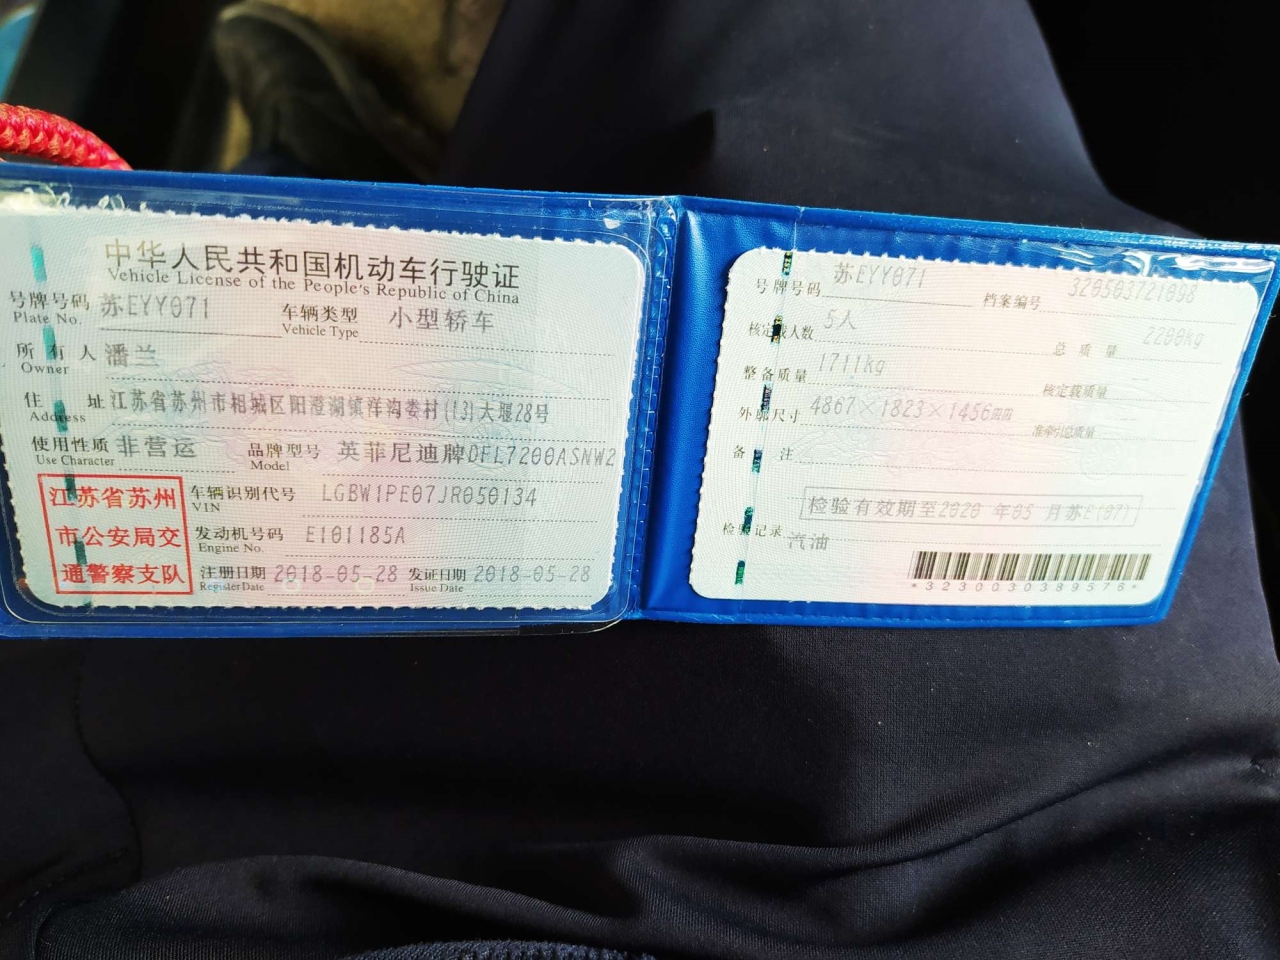 中华人民共和国机动车行驶证
Vehicle License of the People's Republic of China
号牌号码 苏EYY071 车辆类型 小型轿车
Plate No. Vehicle Type
所有人 潘兰
Owner
住址 江苏省苏州市相城区阳澄湖镇洋沟娄村(13)大堰28号
Address
使用性质 非营运 品牌型号 英菲尼迪牌DFL7200ASNW2
Use Character Model
江苏省苏州
市公安局交
通警察支队
车辆识别代号 LGBW1PE07JR050134
VIN
发动机号码 E101185A
Engine No.
注册日期 2018-05-28 发证日期 2018-05-28
Register Date Issue Date
号牌号码 苏EYY071 档案编号 320503721098
核定载人数 5人 总质量 2200kg
整备质量 1711kg 核定载质量 --
外廓尺寸 4867×1823×1456mm 准牵引总质量
备注
检验有效期至2020 年05 月苏E(07)
检验记录 汽油
*3230030389576*